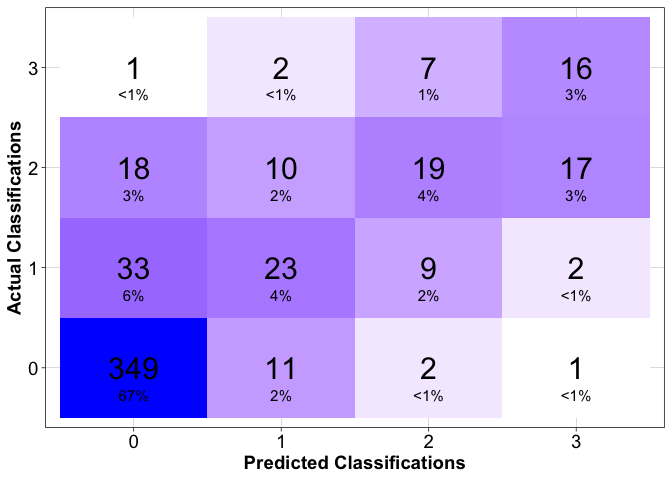 3 1 2 7 16
<1% <1% 1% 3%
2 18 10 19 17
3% 2% 4% 3%
1 33 23 9 2
6% 4% 2% <1%
0 349 11 2 1
67% 2% <1% <1%
0 1 2 3
Predicted Classifications
Actual Classifications